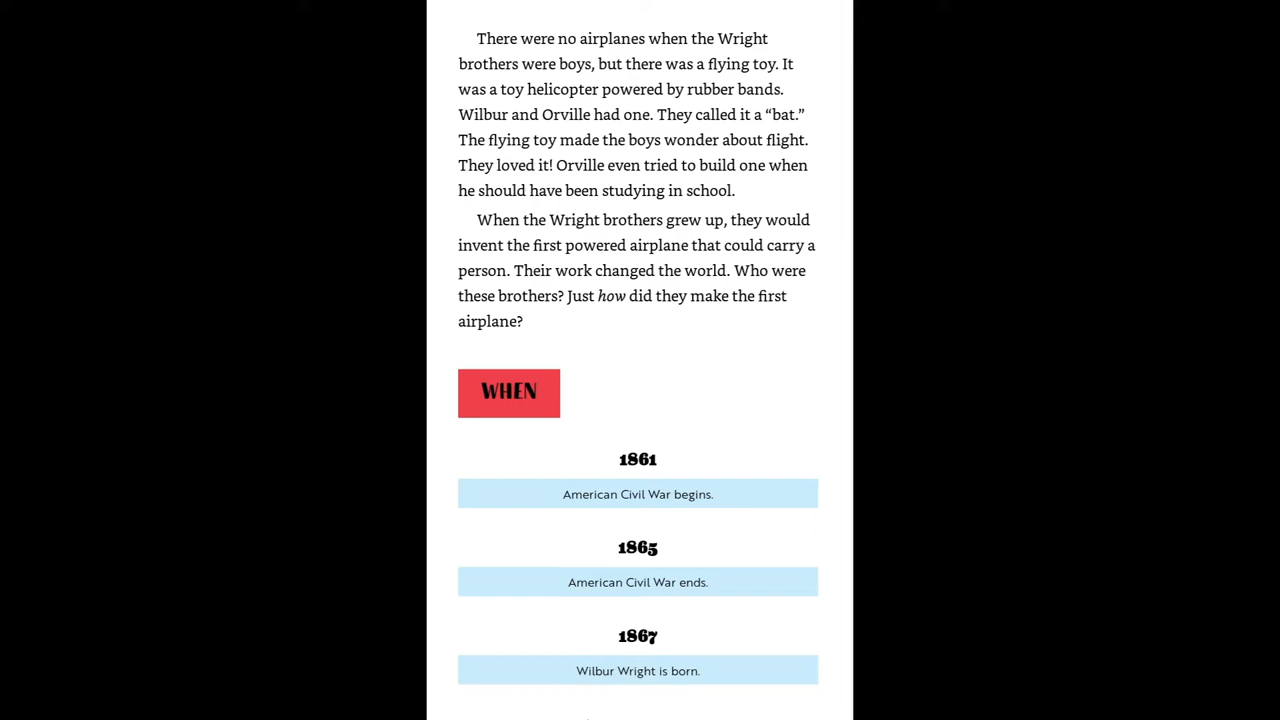 There were no airplanes when the Wright
brothers were boys, but there was a flying toy. It
was a toy helicopter powered by rubber bands.
Wilbur and Orville had one. They called it a “bat.”
The flying toy made the boys wonder about flight.
They loved it! Orville even tried to build one when
he should have been studying in school.
When the Wright brothers grew up, they would
invent the first powered airplane that could carry a
person. Their work changed the world. Who were
these brothers? Just how did they make the first
airplane?
WHEN
1861
American Civil War begins.
1865
American Civil War ends.
1867
Wilbur Wright is born.